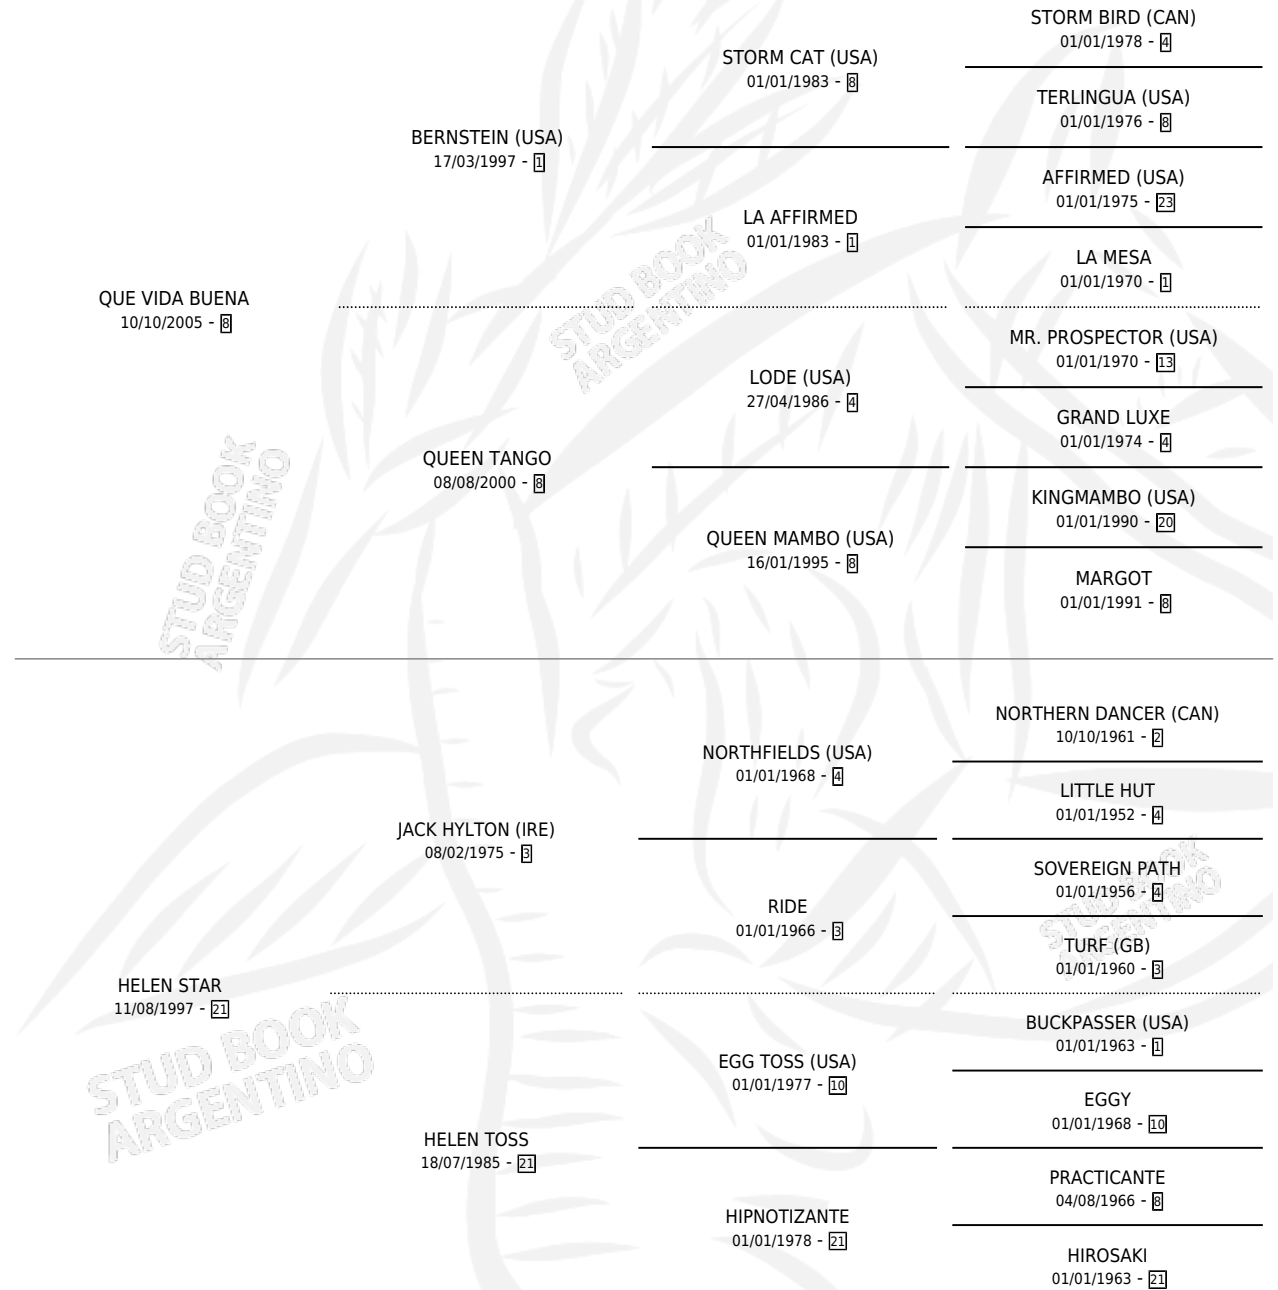 STORM BIRD (CAN)
01/01/1978 - 4
STORM CAT (USA)
01/01/1983 - 8
TERLINGUA (USA)
01/01/1976 - 8
BERNSTEIN (USA)
17/03/1997 - 1
AFFIRMED (USA)
01/01/1975 - 23
LA AFFIRMED
01/01/1983 - 1
LA MESA
01/01/1970 - 1
QUE VIDA BUENA
10/10/2005 - 8
MR. PROSPECTOR (USA)
01/01/1970 - 13
LODE (USA)
27/04/1986 - 4
GRAND LUXE
01/01/1974 - 4
QUEEN TANGO
08/08/2000 - 8
KINGMAMBO (USA)
01/01/1990 - 20
QUEEN MAMBO (USA)
16/01/1995 - 8
MARGOT
01/01/1991 - 8
NORTHERN DANCER (CAN)
10/10/1961 - 2
NORTHFIELDS (USA)
01/01/1968 - 4
LITTLE HUT
01/01/1952 - 4
JACK HYLTON (IRE)
08/02/1975 - 3
SOVEREIGN PATH
01/01/1956 - 4
RIDE
01/01/1966 - 3
TURF (GB)
01/01/1960 - 3
HELEN STAR
11/08/1997 - 21
BUCKPASSER (USA)
01/01/1963 - 1
EGG TOSS (USA)
01/01/1977 - 10
EGGY
01/01/1968 - 10
HELEN TOSS
18/07/1985 - 21
PRACTICANTE
04/08/1966 - 8
HIPNOTIZANTE
01/01/1978 - 21
HIROSAKI
01/01/1963 - 21
STUD BOOK
ARGENTINO
STUD BOOK
ARGENTINO
STUD BOOK
ARGENTINO
STUD BOOK
ARGENTINO